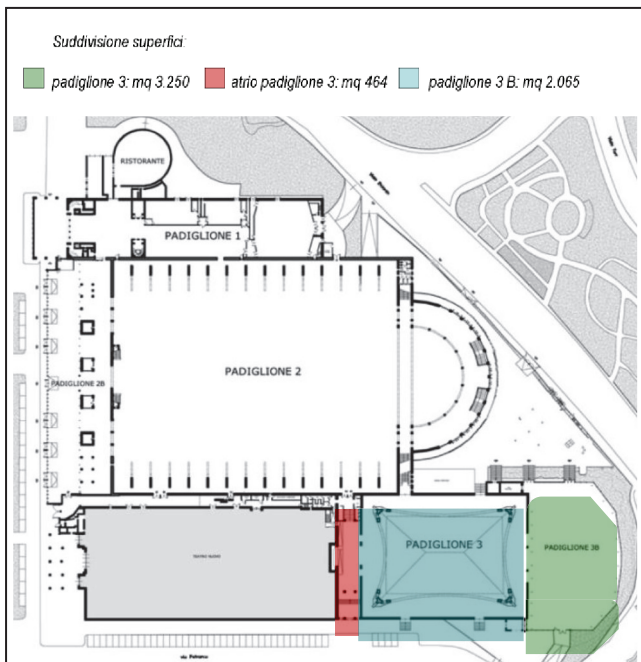 Suddivisione superfici:
padiglione 3: mq 3.250 atrio padiglione 3: mq 464 padiglione 3 B: mq 2.065
RISTORANTE
PADIGLIONE 1
PADIGLIONE 2
PADIGLIONE 2B
PADIGLIONE 3
PADIGLIONE 3B